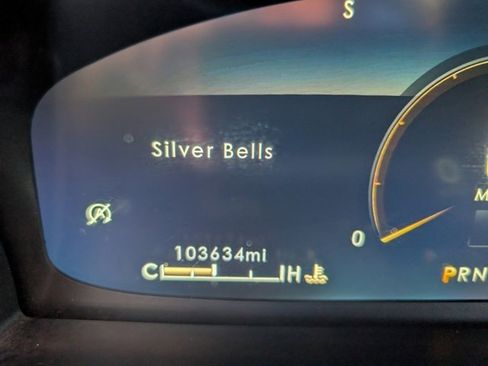 S
Silver Bells
103634mi
0
C H
PRN
M